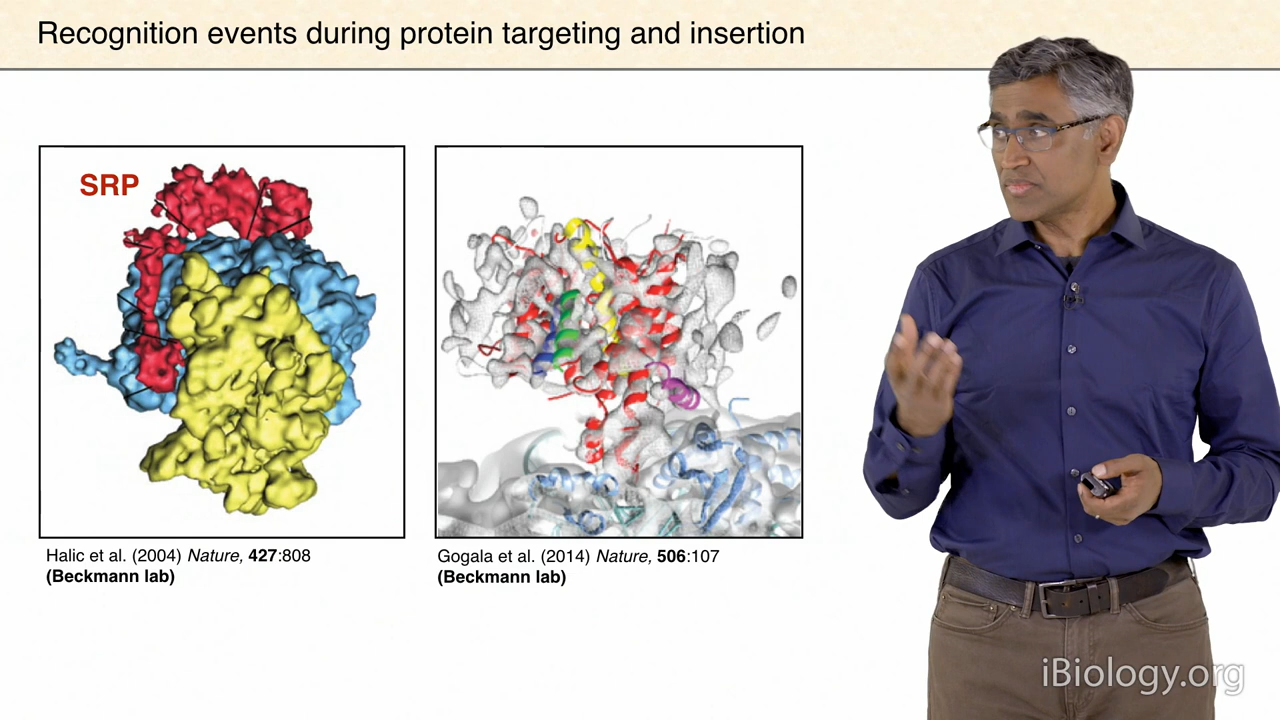 Recognition events during protein targeting and insertion
SRP
Halic et al. (2004) Nature, 427:808
(Beckmann lab)
Gogala et al. (2014) Nature, 506:107
(Beckmann lab)
iBiology.org